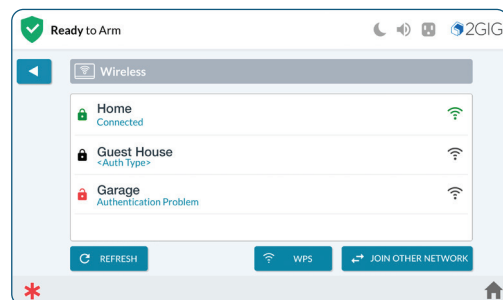 Ready to Arm
2GIG
Wireless
Home
Connected
Guest House
<Auth Type>
Garage
Authentication Problem
REFRESH
WPS
JOIN OTHER NETWORK